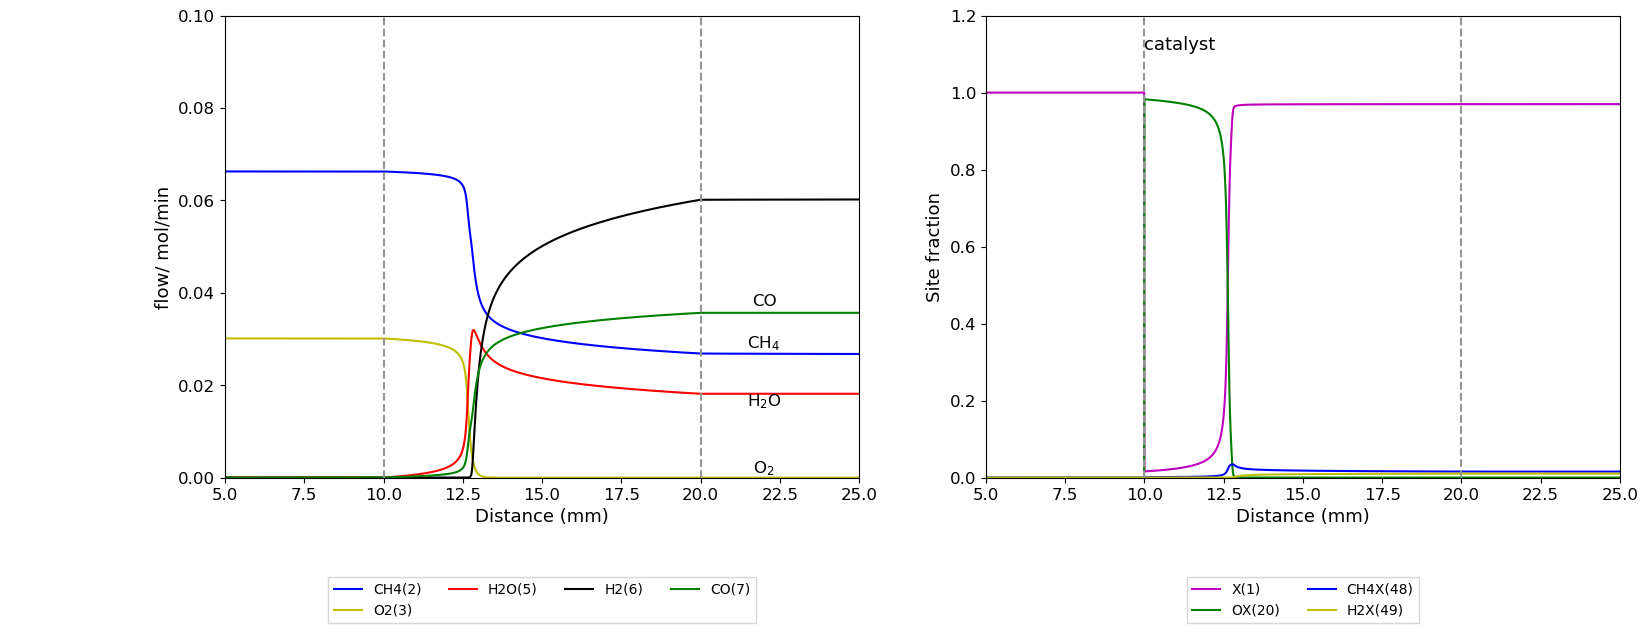 0.10
0.08
0.06
0.04
0.02
0.00
flow/ mol/min
CO
CH4
H2O
O2
5.0 7.5 10.0 12.5 15.0 17.5 20.0 22.5 25.0
Distance (mm)
CH4(2) H2O(5) H2(6) CO(7)
O2(3)
1.2
1.0
0.8
0.6
0.4
0.2
0.0
Site fraction
catalyst
5.0 7.5 10.0 12.5 15.0 17.5 20.0 22.5 25.0
Distance (mm)
X(1) CH4X(48)
OX(20) H2X(49)